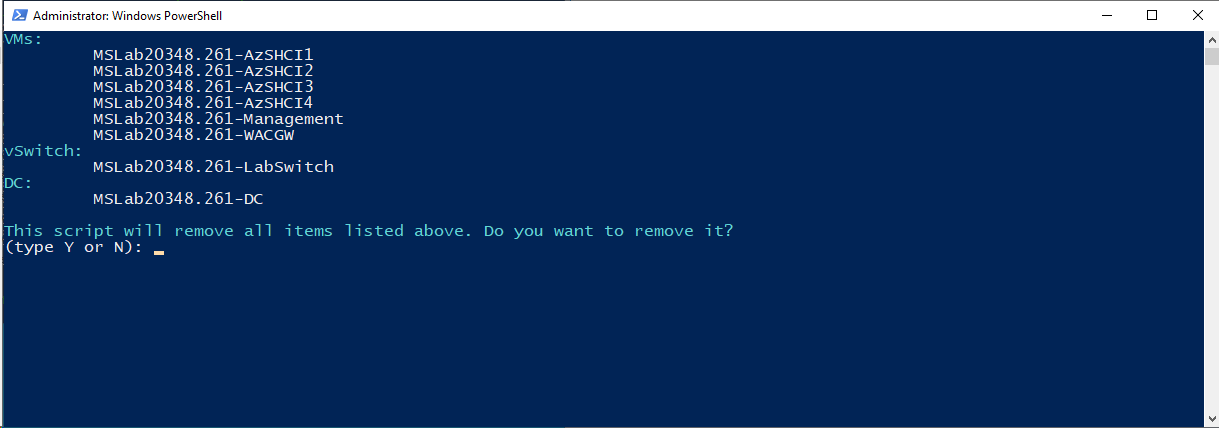 Administrator: Windows PowerShell
VMs:
MSLab20348.261-AzSHCI1
MSLab20348.261-AzSHCI2
MSLab20348.261-AzSHCI3
MSLab20348.261-AzSHCI4
MSLab20348.261-Management
MSLab20348.261-WACGW
vSwitch:
MSLab20348.261-LabSwitch
DC:
MSLab20348.261-DC
This script will remove all items listed above. Do you want to remove it?
(type Y or N):